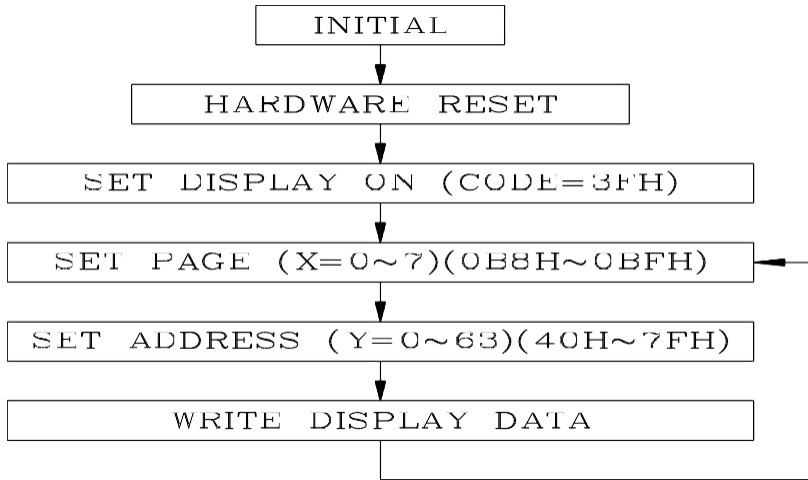 INITIAL
HARDWARE RESET
SET DISPLAY ON (CODE=3FH)
SET PAGE (X=0~7)(0B8H~0BFH)
SET ADDRESS (Y=0~63)(40H~7FH)
WRITE DISPLAY DATA